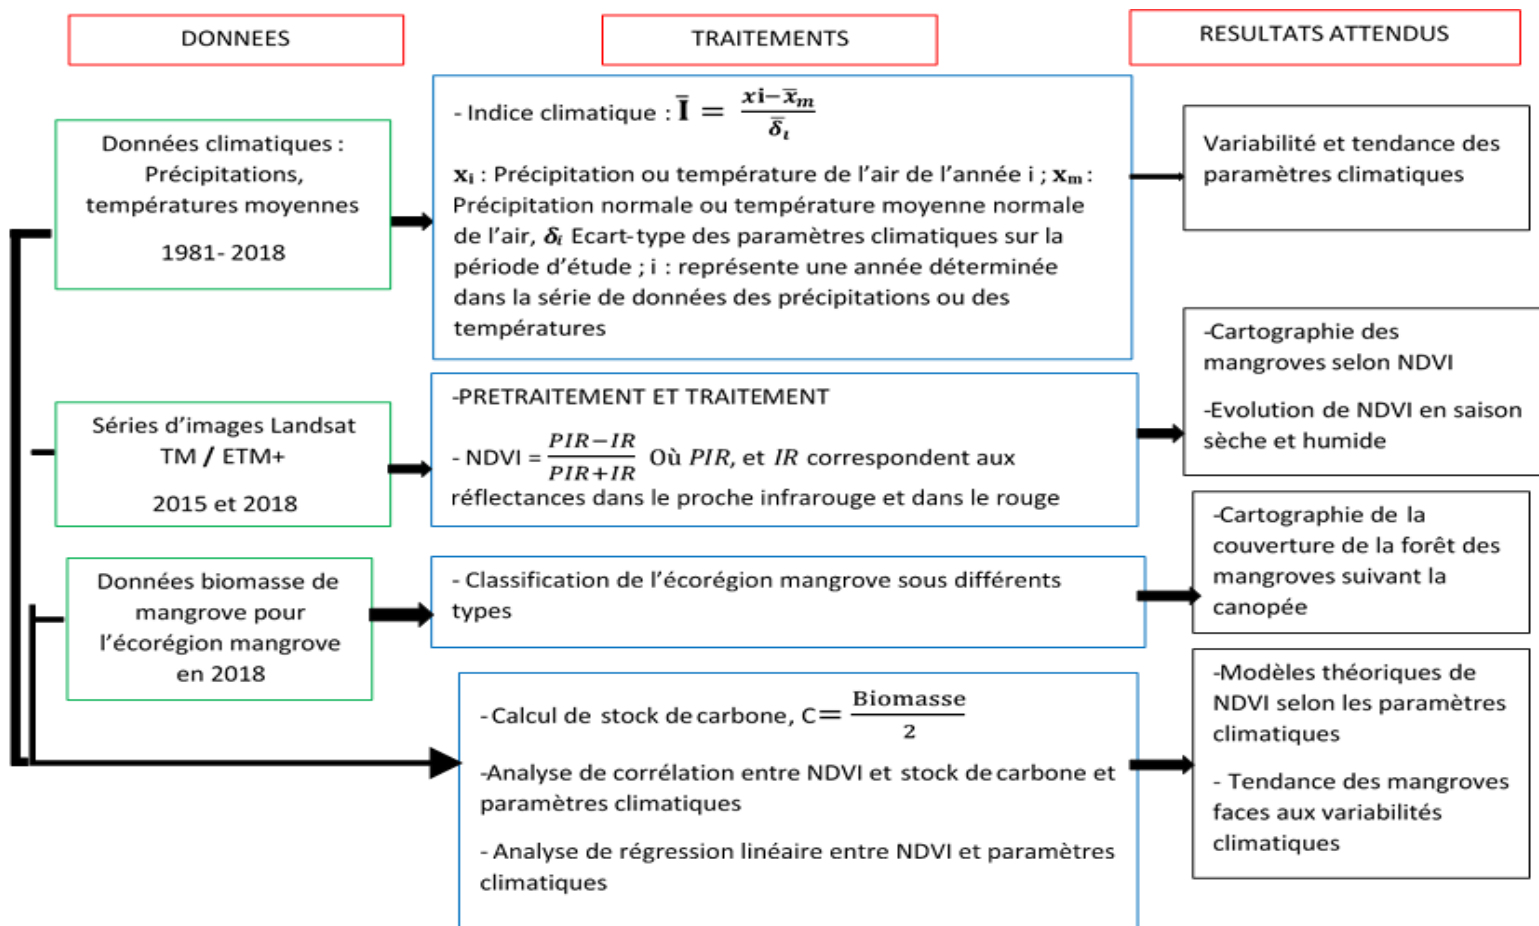 DONNEES
TRAITEMENTS
RESULTATS ATTENDUS
Données climatiques :
Précipitations,
températures moyennes
1981- 2018
- Indice climatique : Ī = (xi−x̄ₘ)/δ̄ᵢ
xᵢ : Précipitation ou température de l'air de l'année i ; xₘ :
Précipitation normale ou température moyenne normale
de l'air, δᵢ Ecart-type des paramètres climatiques sur la
période d'étude ; i : représente une année déterminée
dans la série de données des précipitations ou des
températures
Variabilité et tendance des
paramètres climatiques
Séries d'images Landsat
TM / ETM+
2015 et 2018
-PRETRAITEMENT ET TRAITEMENT
- NDVI = (PIR−IR)/(PIR+IR) Où PIR, et IR correspondent aux
réflectances dans le proche infrarouge et dans le rouge
-Cartographie des
mangroves selon NDVI
-Evolution de NDVI en saison
sèche et humide
Données biomasse de
mangrove pour
l'écorégion mangrove
en 2018
- Classification de l'écorégion mangrove sous différents
types
-Cartographie de la
couverture de la forêt des
mangroves suivant la
canopée
- Calcul de stock de carbone, C= Biomasse/2
-Analyse de corrélation entre NDVI et stock de carbone et
paramètres climatiques
- Analyse de régression linéaire entre NDVI et paramètres
climatiques
-Modèles théoriques de
NDVI selon les paramètres
climatiques
- Tendance des mangroves
faces aux variabilités
climatiques